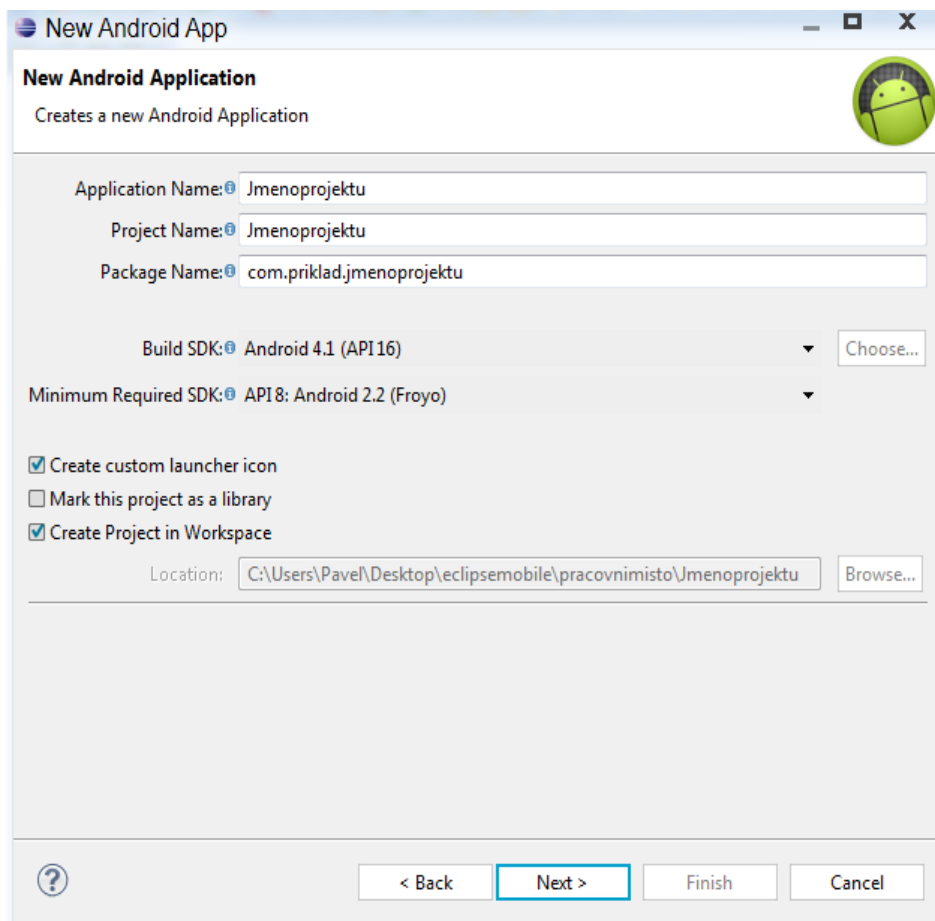 New Android App
New Android Application
Creates a new Android Application
Application Name: Jmenoprojektu
Project Name: Jmenoprojektu
Package Name: com.priklad.jmenoprojektu
Build SDK: Android 4.1 (API 16) Choose...
Minimum Required SDK: API 8: Android 2.2 (Froyo)
Create custom launcher icon
Mark this project as a library
Create Project in Workspace
Location: C:\Users\Pavel\Desktop\eclipsemobile\pracovnimisto\Jmenoprojektu Browse...
? < Back Next > Finish Cancel